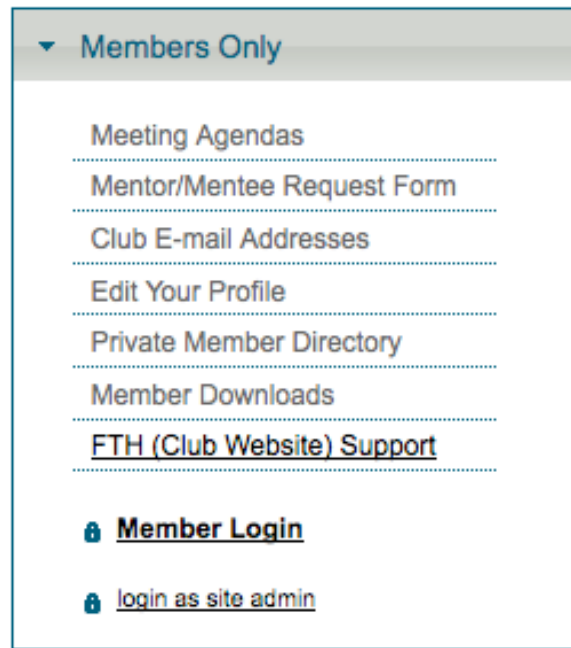 Members Only
Meeting Agendas
Mentor/Mentee Request Form
Club E-mail Addresses
Edit Your Profile
Private Member Directory
Member Downloads
FTH (Club Website) Support
Member Login
login as site admin